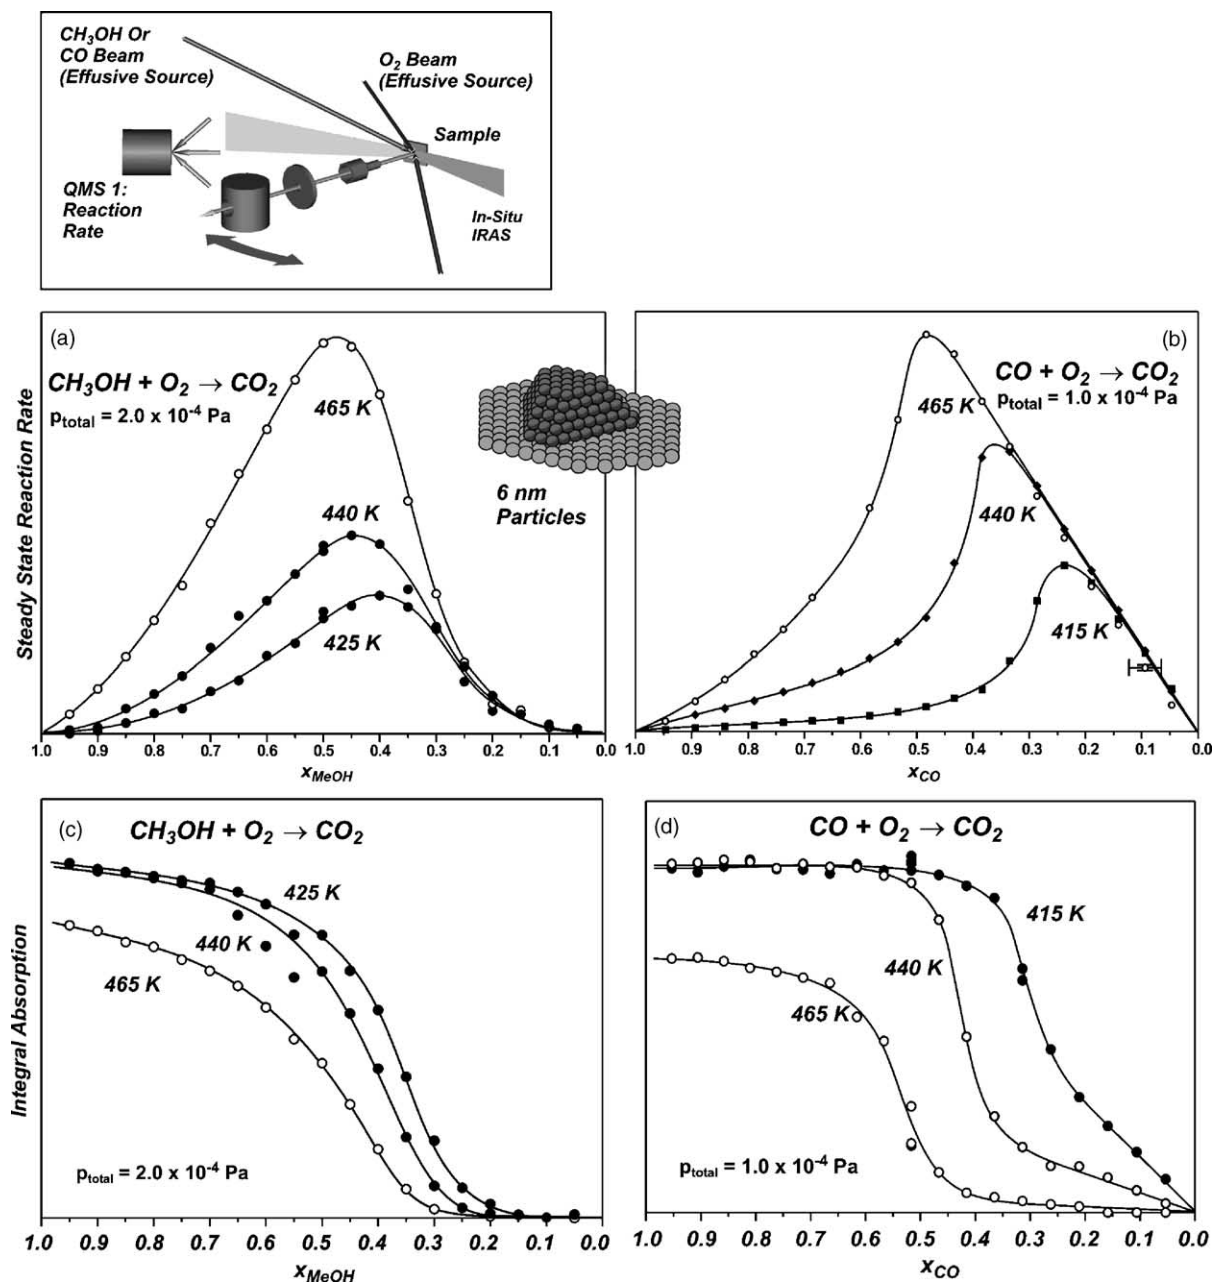 CH₃OH Or
CO Beam
(Effusive Source)
O₂ Beam
(Effusive Source)
Sample
QMS 1:
Reaction
Rate
In-Situ
IRAS
(a)
CH₃OH + O₂ → CO₂
p_total = 2.0 x 10⁻⁴ Pa
465 K
440 K
425 K
Steady State Reaction Rate
1.0 0.9 0.8 0.7 0.6 0.5 0.4 0.3 0.2 0.1 0.0
x_MeOH
6 nm
Particles
(b)
CO + O₂ → CO₂
p_total = 1.0 x 10⁻⁴ Pa
465 K
440 K
415 K
1.0 0.9 0.8 0.7 0.6 0.5 0.4 0.3 0.2 0.1 0.0
x_CO
(c)
CH₃OH + O₂ → CO₂
425 K
440 K
465 K
p_total = 2.0 x 10⁻⁴ Pa
Integral Absorption
1.0 0.9 0.8 0.7 0.6 0.5 0.4 0.3 0.2 0.1 0.0
x_MeOH
(d)
CO + O₂ → CO₂
415 K
440 K
465 K
p_total = 1.0 x 10⁻⁴ Pa
1.0 0.9 0.8 0.7 0.6 0.5 0.4 0.3 0.2 0.1 0.0
x_CO